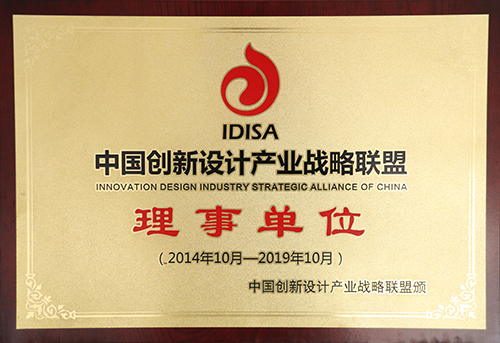 IDISA
中国创新设计产业战略联盟
INNOVATION DESIGN INDUSTRY STRATEGIC ALLIANCE OF CHINA
理事单位
（2014年10月—2019年10月）
中国创新设计产业战略联盟颁